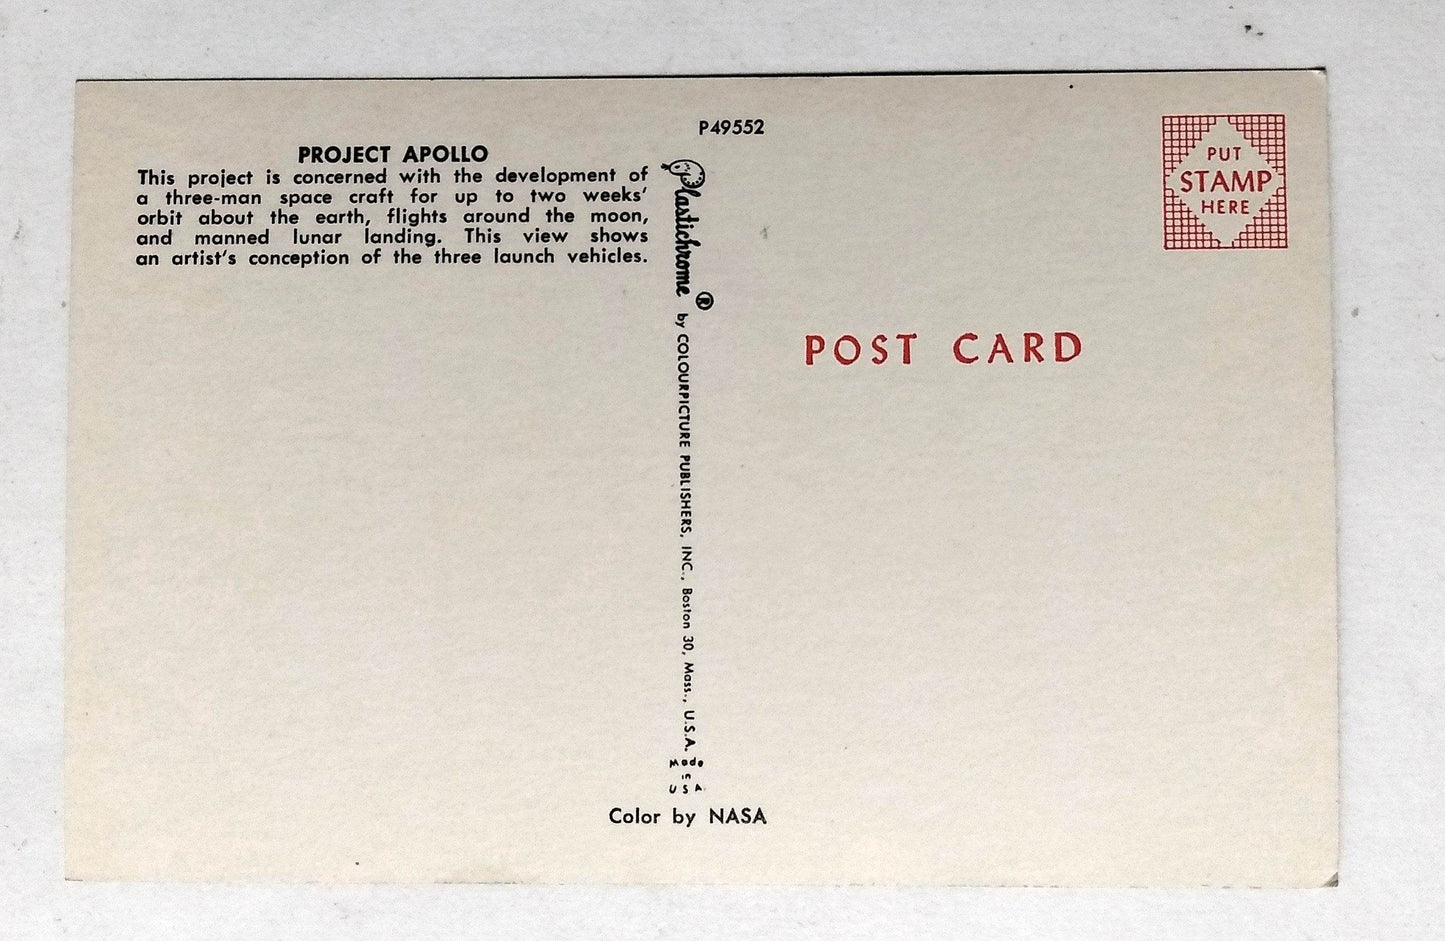 P49552
PROJECT APOLLO
This project is concerned with the development of
a three-man space craft for up to two weeks'
orbit about the earth, flights around the moon,
and manned lunar landing. This view shows
an artist's conception of the three launch vehicles.
Plastichrome ® by COLOURPICTURE PUBLISHERS, INC., Boston 30, Mass., U.S.A.
Made
in
USA
Color by NASA
PUT
STAMP
HERE
POST CARD